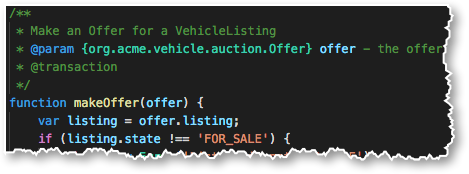 /**
* Make an Offer for a VehicleListing
* @param {org.acme.vehicle.auction.Offer} offer - the offer
* @transaction
*/
function makeOffer(offer) {
var listing = offer.listing;
if (listing.state !== 'FOR_SALE') {